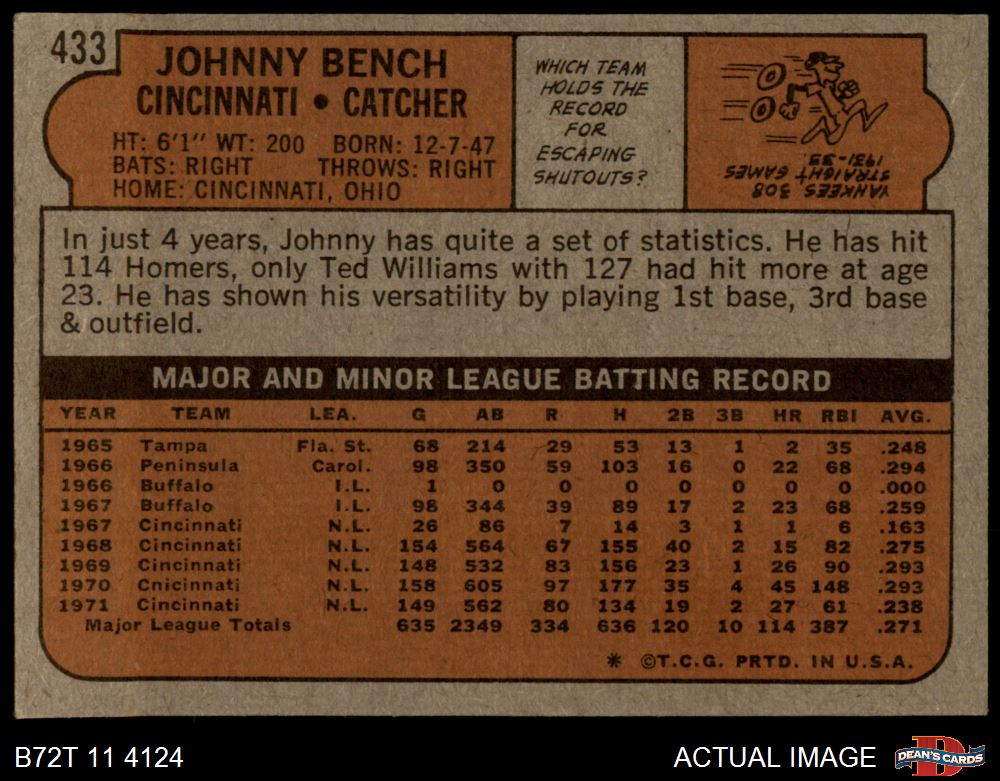 433
JOHNNY BENCH
CINCINNATI • CATCHER
HT: 6'1" WT: 200 BORN: 12-7-47
BATS: RIGHT THROWS: RIGHT
HOME: CINCINNATI, OHIO
WHICH TEAM
HOLDS THE
RECORD
FOR
ESCAPING
SHUTOUTS?
YANKEES 308
STRAIGHT GAMES
1931-33.
In just 4 years, Johnny has quite a set of statistics. He has hit
114 Homers, only Ted Williams with 127 had hit more at age
23. He has shown his versatility by playing 1st base, 3rd base
& outfield.
MAJOR AND MINOR LEAGUE BATTING RECORD
YEAR TEAM LEA. G AB R H 2B 3B HR RBI AVG.
1965 Tampa Fla. St. 68 214 29 53 13 1 2 35 .248
1966 Peninsula Carol. 98 350 59 103 16 0 22 68 .294
1966 Buffalo I.L. 1 0 0 0 0 0 0 0 .000
1967 Buffalo I.L. 98 344 39 89 17 2 23 68 .259
1967 Cincinnati N.L. 26 86 7 14 3 1 1 6 .163
1968 Cincinnati N.L. 154 564 67 155 40 2 15 82 .275
1969 Cincinnati N.L. 148 532 83 156 23 1 26 90 .293
1970 Cnicinnati N.L. 158 605 97 177 35 4 45 148 .293
1971 Cincinnati N.L. 149 562 80 134 19 2 27 61 .238
Major League Totals 635 2349 334 636 120 10 114 387 .271
* ©T.C.G. PRTD. IN U.S.A.
B72T 11 4124 ACTUAL IMAGE
D
DEAN'S CARDS